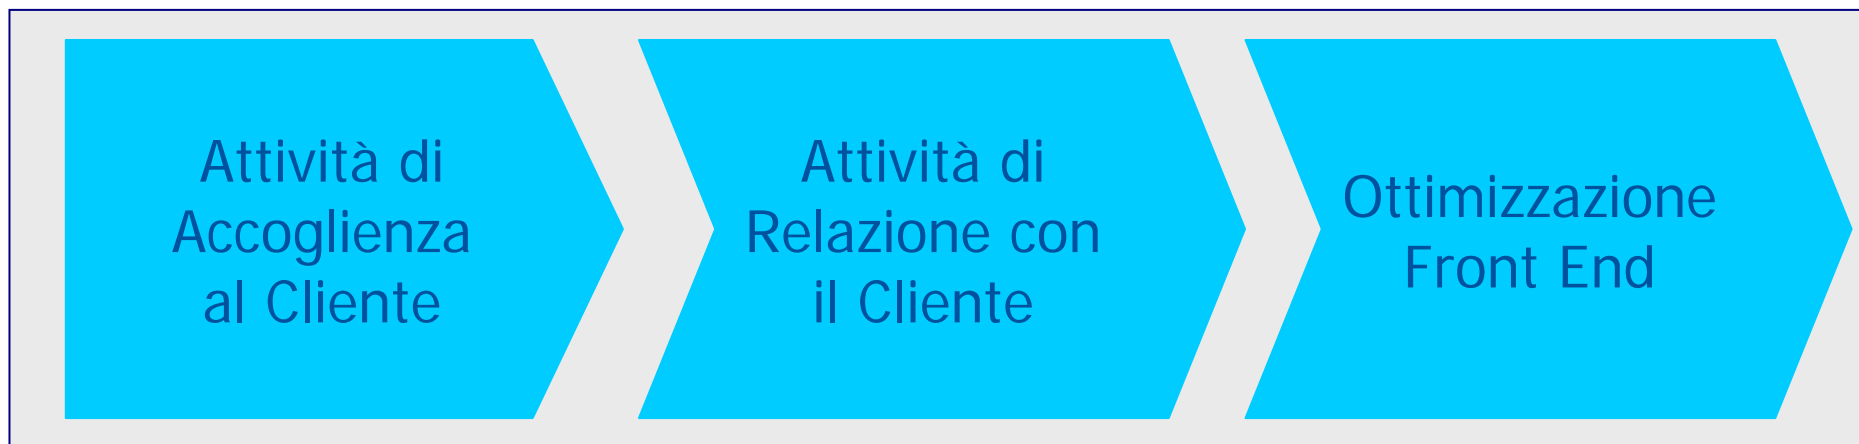 Attività di
Accoglienza
al Cliente
Attività di
Relazione con
il Cliente
Ottimizzazione
Front End